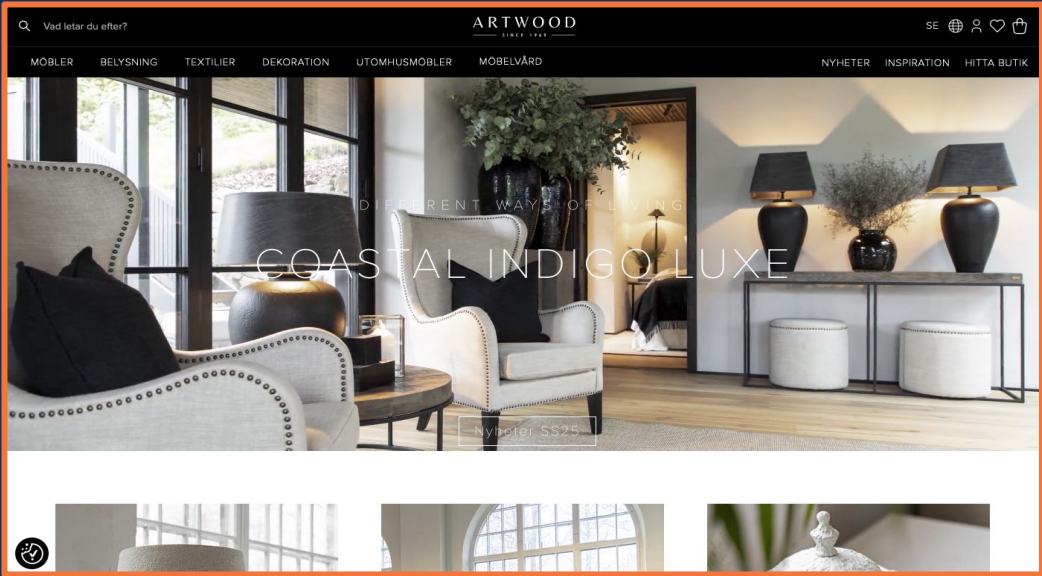 Vad letar du efter?
ARTWOOD
SINCE 1969
SE
MÖBLER
BELYSNING
TEXTILIER
DEKORATION
UTOMHUSMÖBLER
MÖBELVÅRD
NYHETER
INSPIRATION
HITTA BUTIK
DIFFERENT WAYS OF LIVING
COASTAL INDIGO LUXE
Nyheter SS25